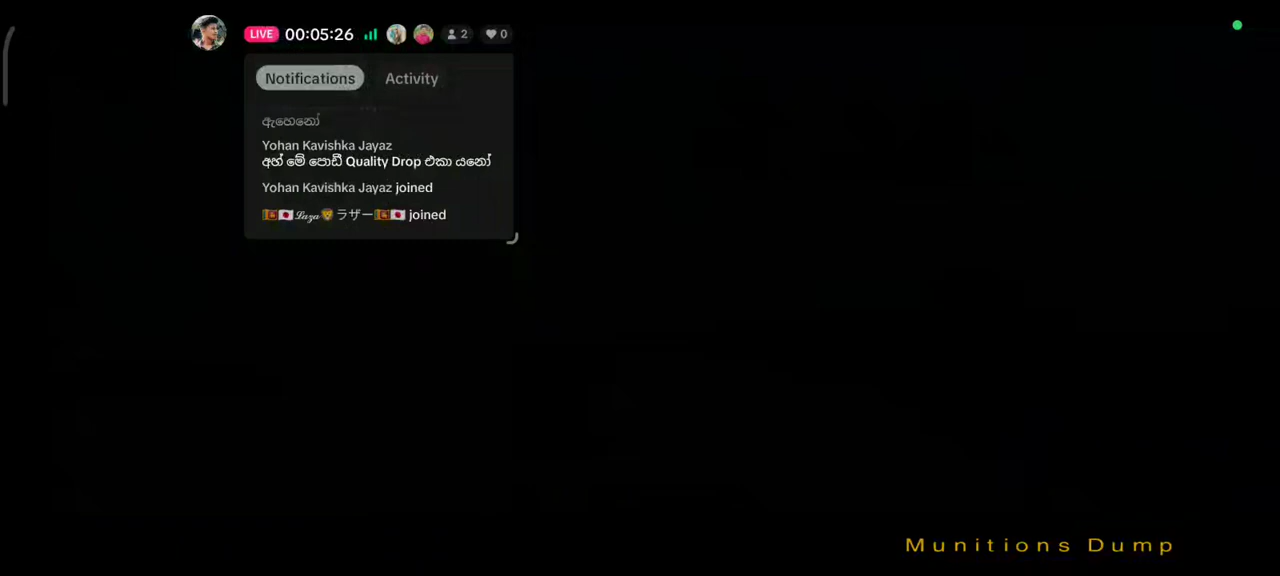 LIVE 00:05:26 2 0
Notifications Activity
ඇහෙනෝ
Yohan Kavishka Jayaz
අහ් මේ පොඩී Quality Drop එකා යනෝ
Yohan Kavishka Jayaz joined
🇱🇰🇯🇵𝓛𝓪𝔃𝓪🦁ラザー🇱🇰🇯🇵 joined
Munitions Dump